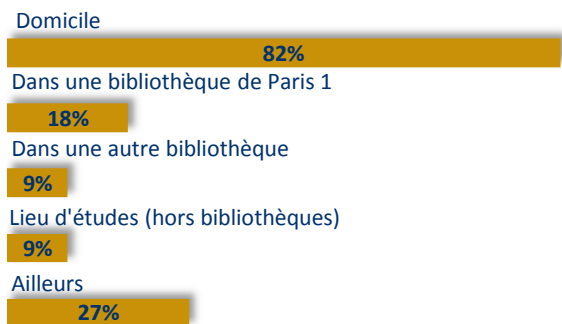 Domicile
82%
Dans une bibliothèque de Paris 1
18%
Dans une autre bibliothèque
9%
Lieu d'études (hors bibliothèques)
9%
Ailleurs
27%